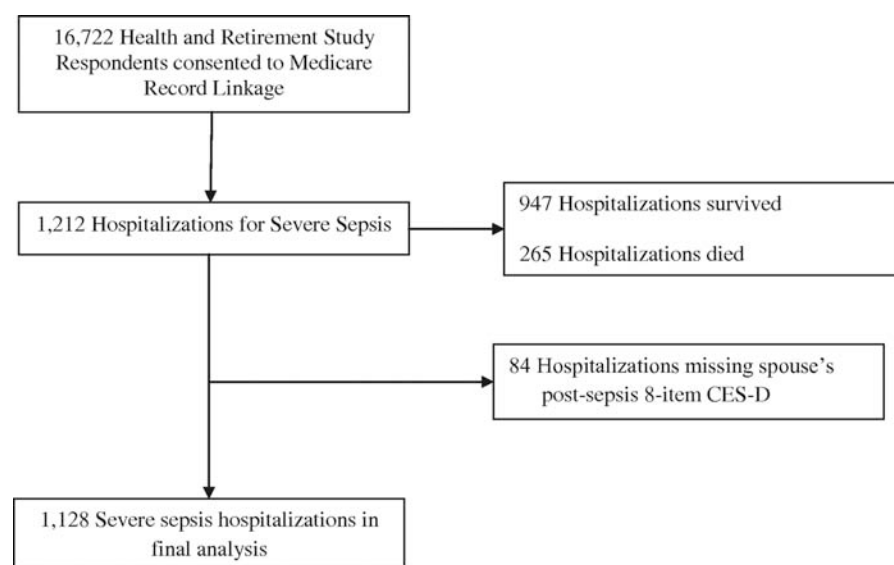 16,722 Health and Retirement Study
Respondents consented to Medicare
Record Linkage
1,212 Hospitalizations for Severe Sepsis
947 Hospitalizations survived
265 Hospitalizations died
84 Hospitalizations missing spouse's
post-sepsis 8-item CES-D
1,128 Severe sepsis hospitalizations in
final analysis